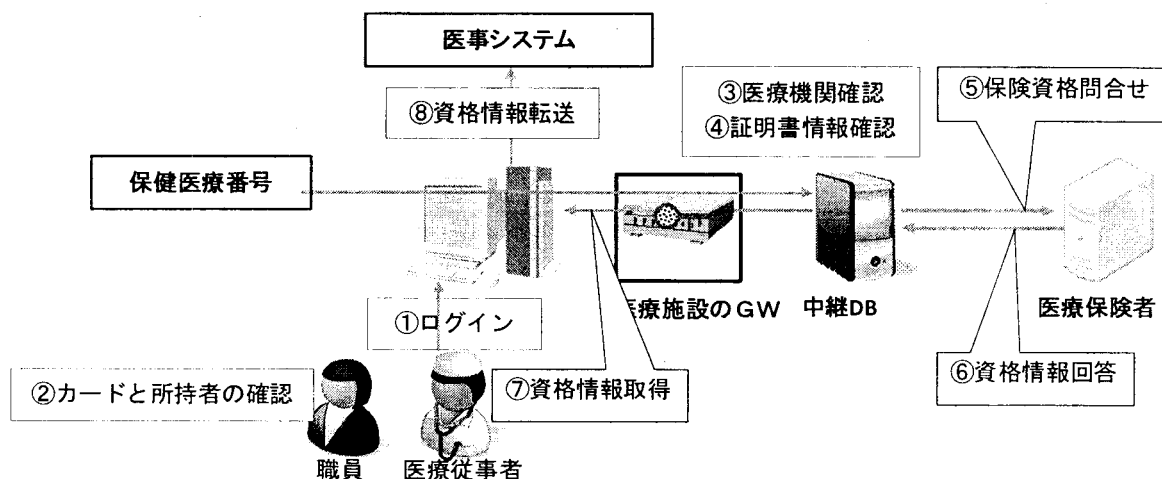 医事システム
⑧資格情報転送
③医療機関確認
④証明書情報確認
⑤保険資格問合せ
保健医療番号
医療施設のGW
中継DB
医療保険者
①ログイン
②カードと所持者の確認
⑦資格情報取得
⑥資格情報回答
職員
医療従事者